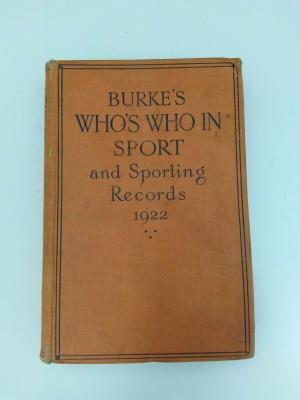 BURKE'S
WHO'S WHO IN
SPORT
and Sporting
Records
1922